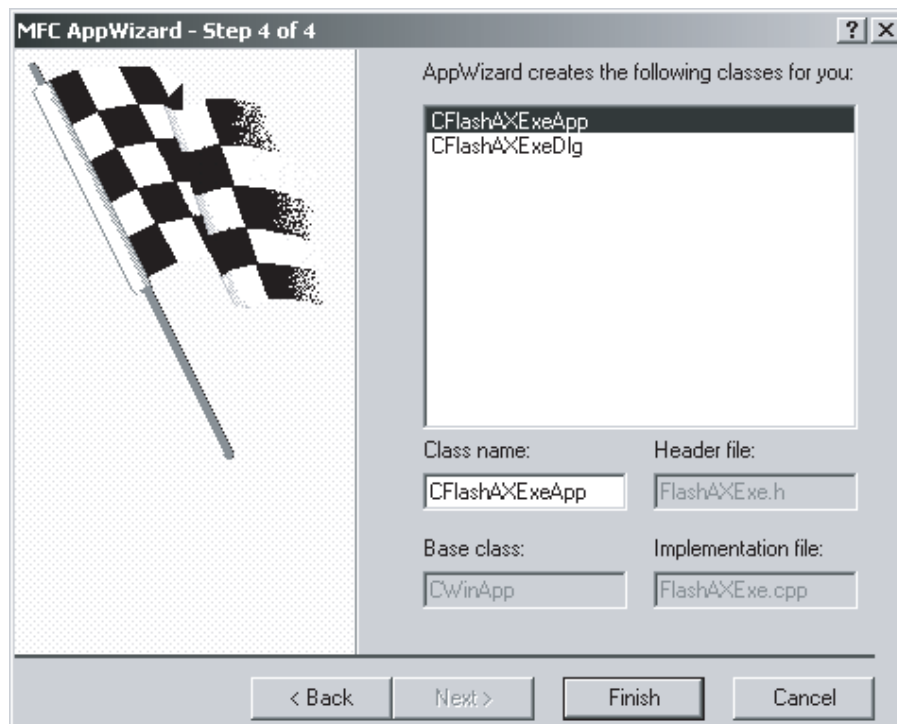 MFC AppWizard - Step 4 of 4
AppWizard creates the following classes for you:
CFlashAXExeApp
CFlashAXExeDlg
Class name:
Header file:
CFlashAXExeApp
FlashAXExe.h
Base class:
Implementation file:
CWinApp
FlashAXExe.cpp
< Back
Next >
Finish
Cancel